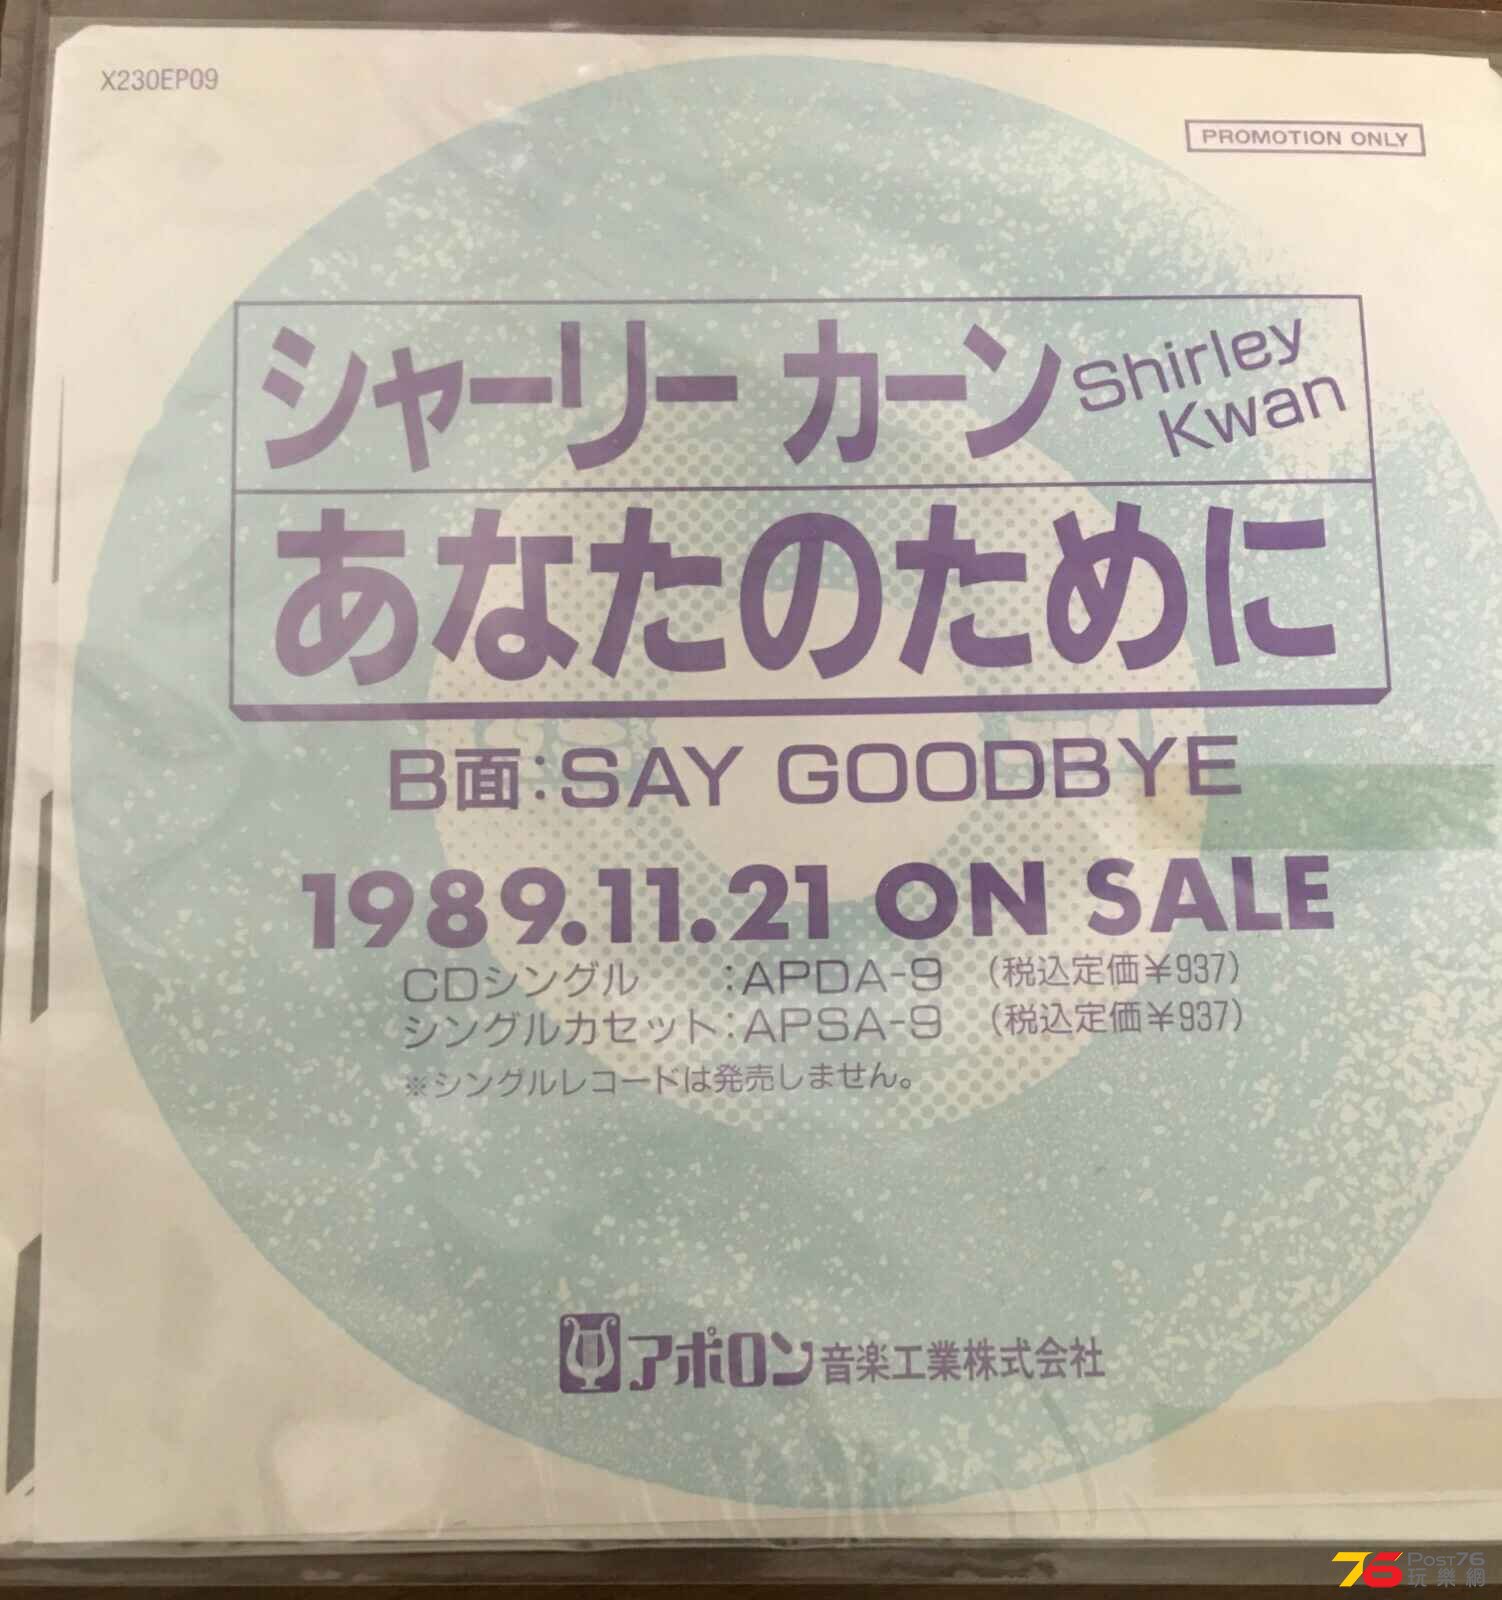 X230EP09
PROMOTION ONLY
シャーリー カーン Shirley Kwan
あなたのために
B面:SAY GOODBYE
1989.11.21 ON SALE
CDシングル :APDA-9 (税込定価¥937)
シングルカセット:APSA-9 (税込定価¥937)
※シングルレコードは発売しません。
アポロン音楽工業株式会社
76 POST76
玩樂網